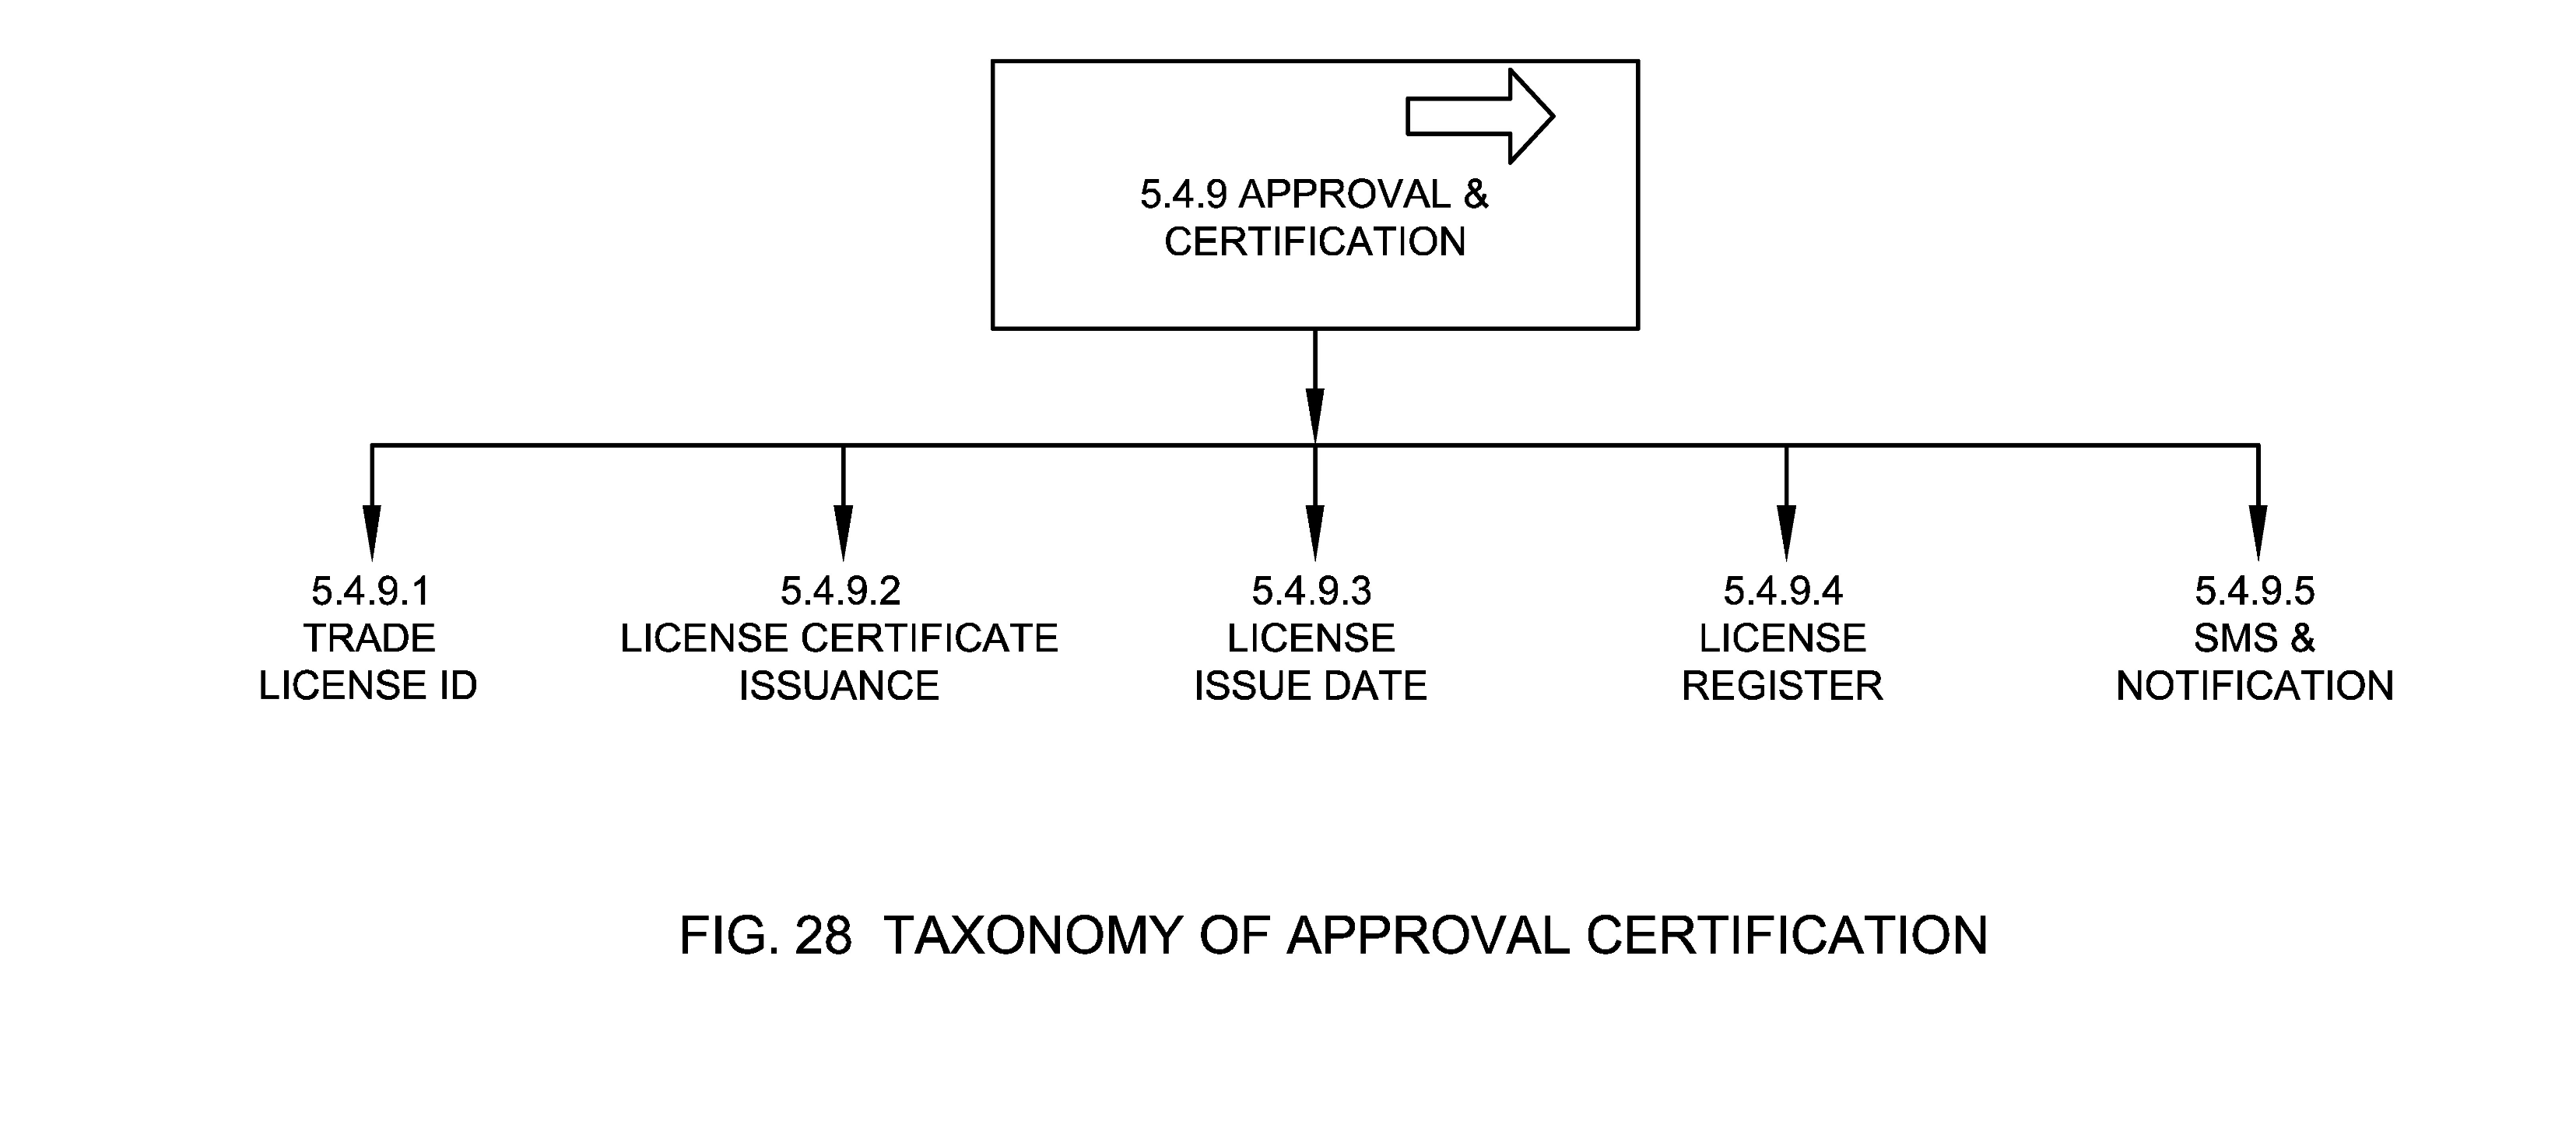 5.4.9 APPROVAL &
CERTIFICATION
5.4.9.1
TRADE
LICENSE ID
5.4.9.2
LICENSE CERTIFICATE
ISSUANCE
5.4.9.3
LICENSE
ISSUE DATE
5.4.9.4
LICENSE
REGISTER
5.4.9.5
SMS &
NOTIFICATION
FIG. 28  TAXONOMY OF APPROVAL CERTIFICATION